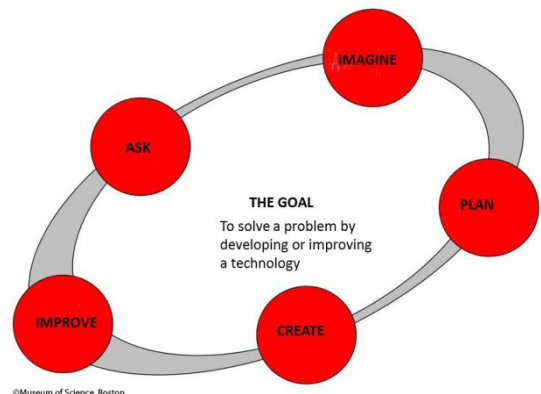 IMAGINE
ASK
THE GOAL
To solve a problem by
developing or improving
a technology
PLAN
IMPROVE
CREATE
©Museum of Science, Boston